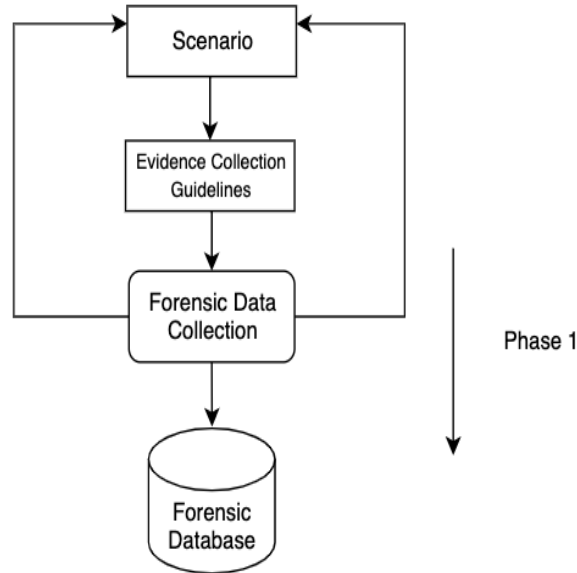 Scenario
Evidence Collection
Guidelines
Forensic Data
Collection
Phase 1
Forensic
Database